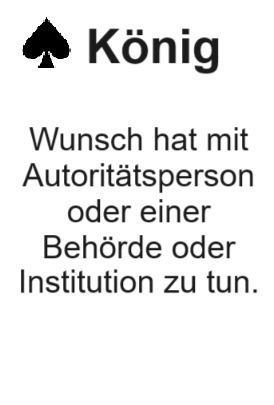 ♠ König
Wunsch hat mit
Autoritätsperson
oder einer
Behörde oder
Institution zu tun.